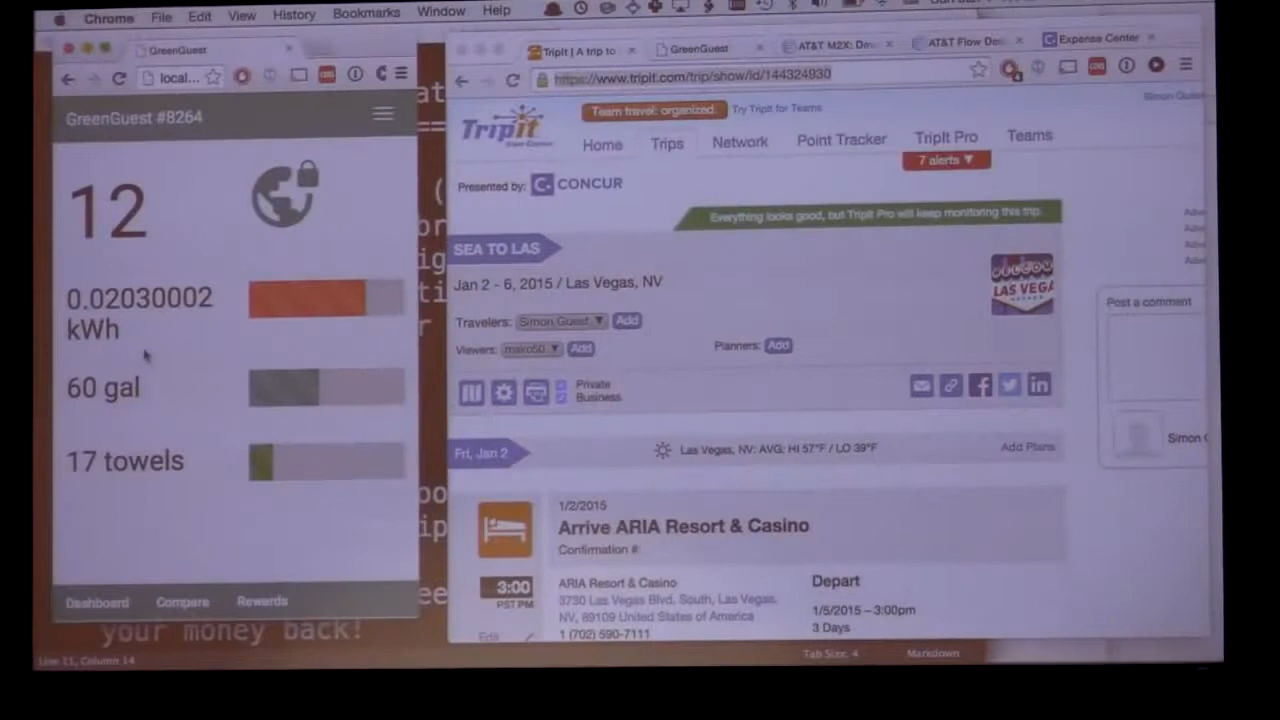 Chrome File Edit View History Bookmarks Window Help
GreenGuest
local...
GreenGuest #8264
12
0.02030002
kWh
60 gal
17 towels
Dashboard Compare Rewards
your money back!
Line 11, Column 14
Tab Size: 4 Markdown
TripIt | A trip to
GreenGuest
AT&T M2X: Dev
AT&T Flow Des
Expense Center
https://www.tripit.com/trip/show/id/144324930
TripIt
Team travel: organized. Try TripIt for Teams
Home Trips Network Point Tracker TripIt Pro Teams
7 alerts ▼
Presented by: C. CONCUR
Everything looks good, but TripIt Pro will keep monitoring this trip.
SEA TO LAS
Jan 2 - 6, 2015 / Las Vegas, NV
WELCOME
LAS VEGA
Travelers: Simon Guest ▼ Add
Viewers: mako50 ▼ Add
Planners: Add
Private
Business
Post a comment
Simon G
Fri, Jan 2
Las Vegas, NV: AVG: HI 57°F / LO 39°F
Add Plans
1/2/2015
Arrive ARIA Resort & Casino
Confirmation #:
3:00
PST PM
Edit
ARIA Resort & Casino
3730 Las Vegas Blvd. South, Las Vegas,
NV, 89109 United States of America
1 (702) 590-7111
Depart
1/5/2015 – 3:00pm
3 Days